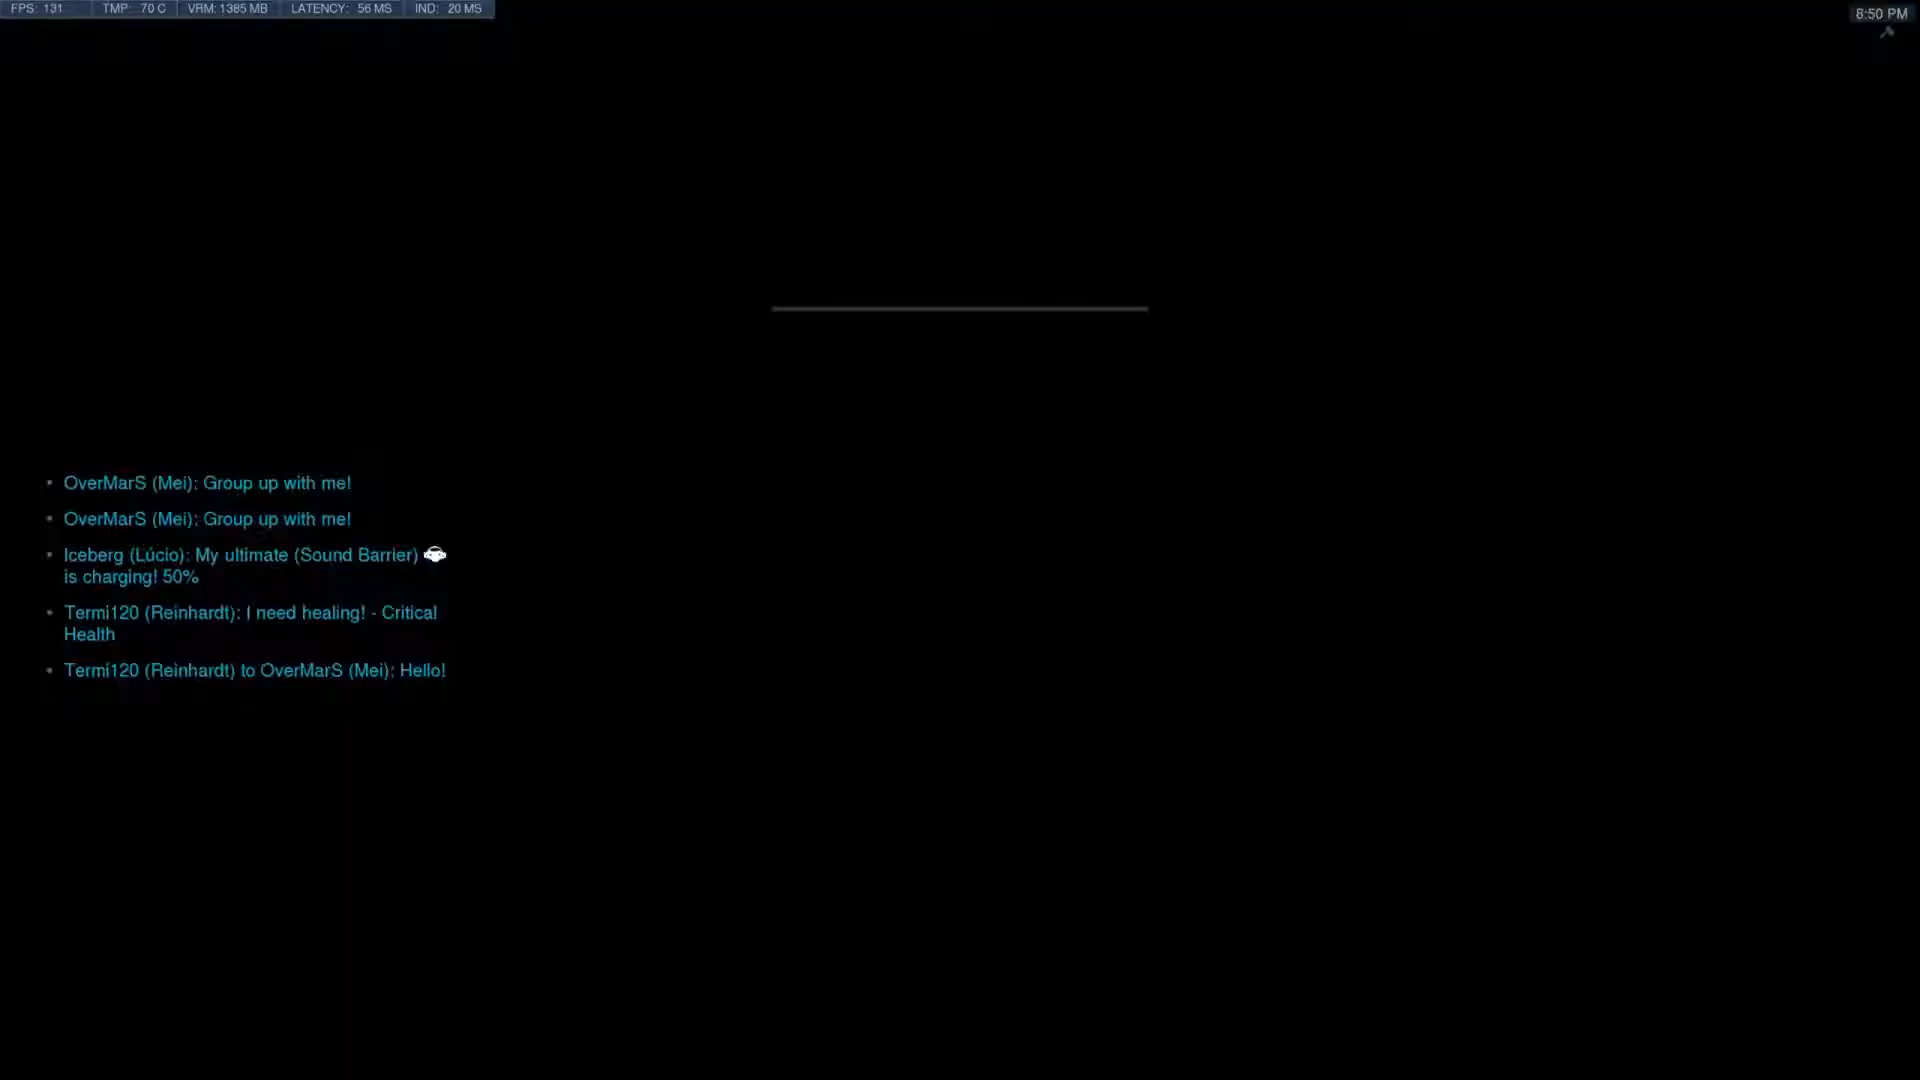 FPS: 131 TMP: 70 C VRM: 1385 MB LATENCY: 56 MS IND: 20 MS
8:50 PM
OverMarS (Mei): Group up with me!
OverMarS (Mei): Group up with me!
Iceberg (Lúcio): My ultimate (Sound Barrier)
is charging! 50%
Termi120 (Reinhardt): I need healing! - Critical
Health
Termi120 (Reinhardt) to OverMarS (Mei): Hello!